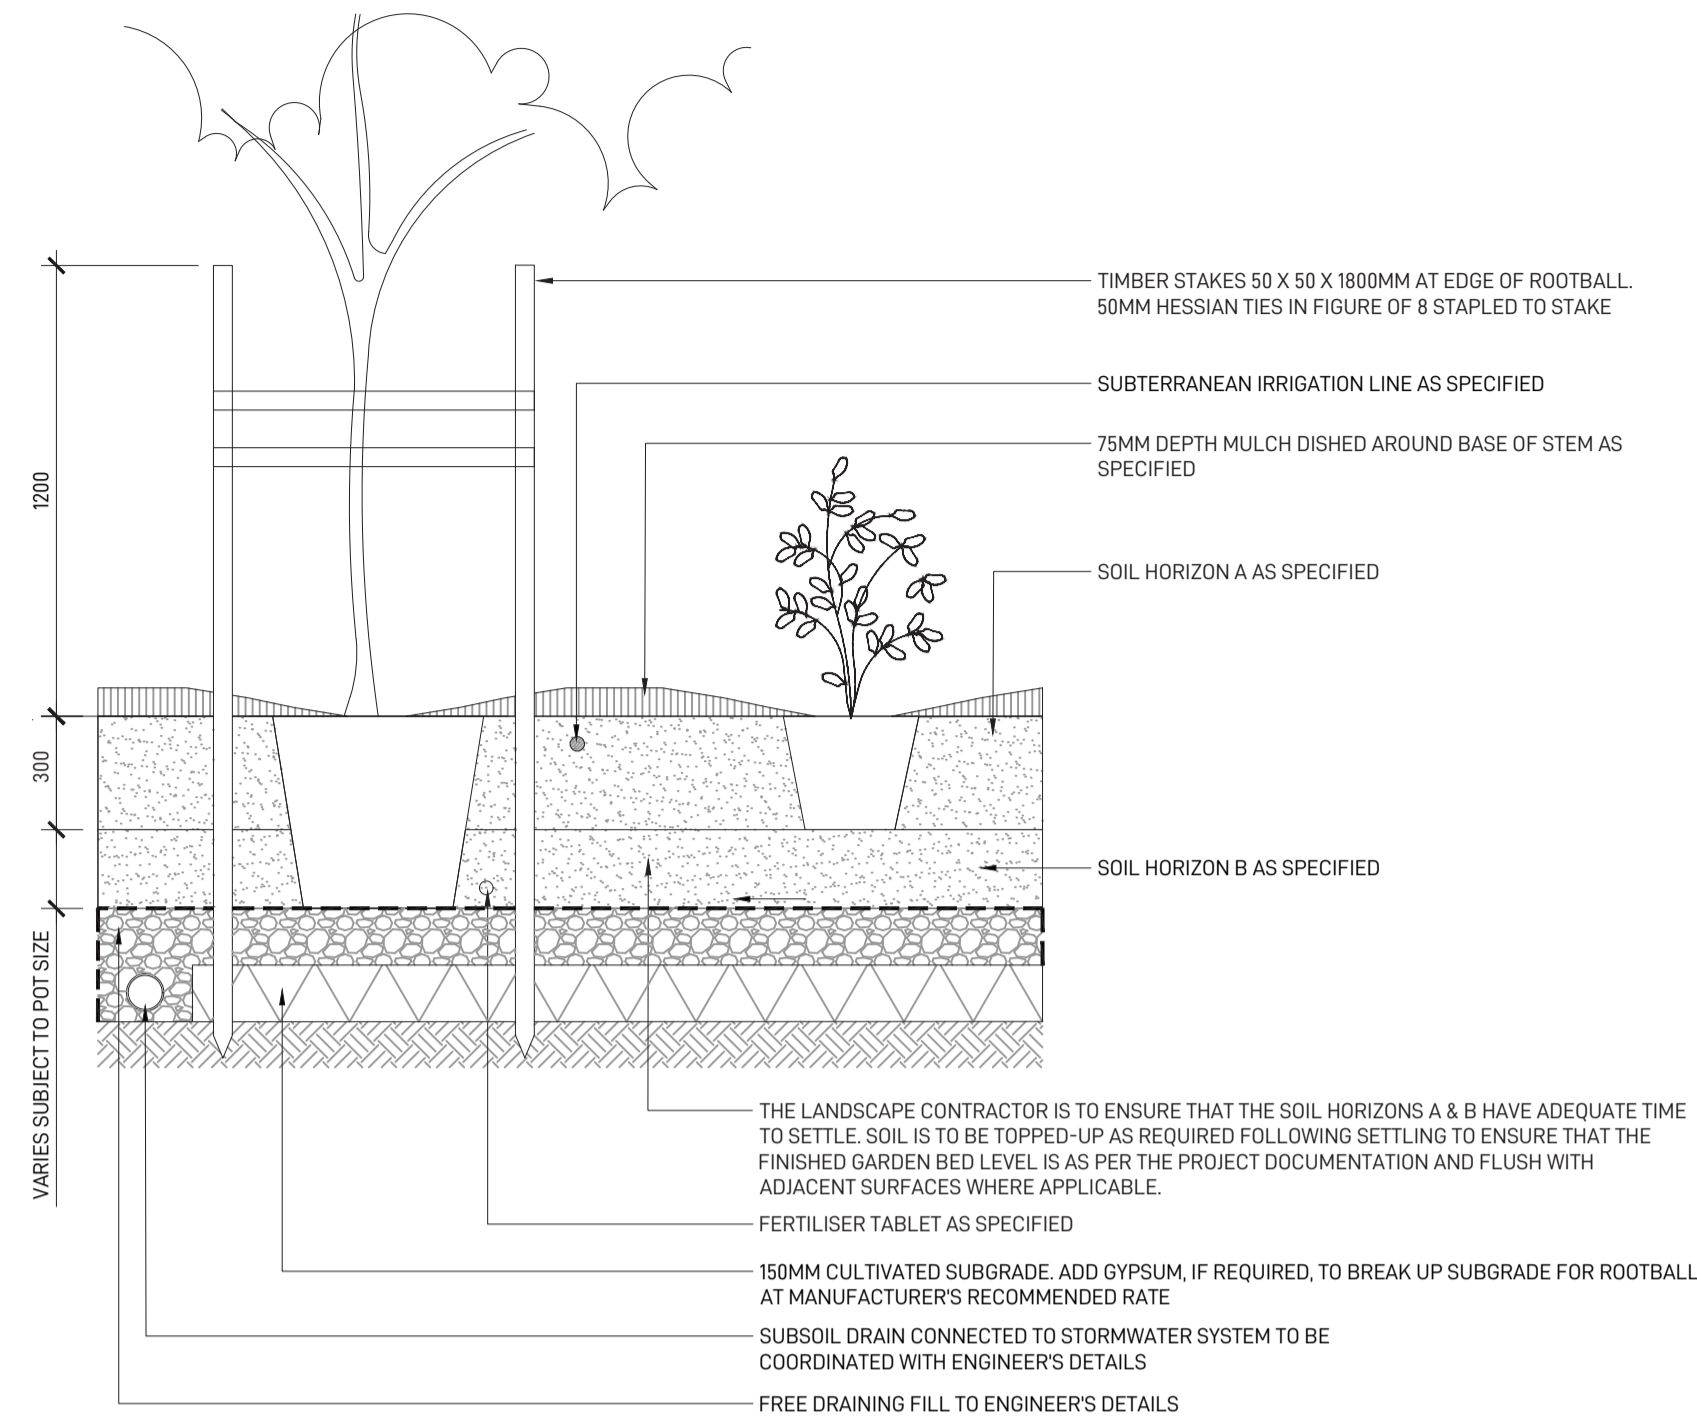 TIMBER STAKES 50 X 50 X 1800MM AT EDGE OF ROOTBALL.
50MM HESSIAN TIES IN FIGURE OF 8 STAPLED TO STAKE
SUBTERRANEAN IRRIGATION LINE AS SPECIFIED
75MM DEPTH MULCH DISHED AROUND BASE OF STEM AS
SPECIFIED
1200
SOIL HORIZON A AS SPECIFIED
300
SOIL HORIZON B AS SPECIFIED
VARIES SUBJECT TO POT SIZE
THE LANDSCAPE CONTRACTOR IS TO ENSURE THAT THE SOIL HORIZONS A & B HAVE ADEQUATE TIME
TO SETTLE. SOIL IS TO BE TOPPED-UP AS REQUIRED FOLLOWING SETTLING TO ENSURE THAT THE
FINISHED GARDEN BED LEVEL IS AS PER THE PROJECT DOCUMENTATION AND FLUSH WITH
ADJACENT SURFACES WHERE APPLICABLE.
FERTILISER TABLET AS SPECIFIED
150MM CULTIVATED SUBGRADE. ADD GYPSUM, IF REQUIRED, TO BREAK UP SUBGRADE FOR ROOTBALL
AT MANUFACTURER'S RECOMMENDED RATE
SUBSOIL DRAIN CONNECTED TO STORMWATER SYSTEM TO BE
COORDINATED WITH ENGINEER'S DETAILS
FREE DRAINING FILL TO ENGINEER'S DETAILS